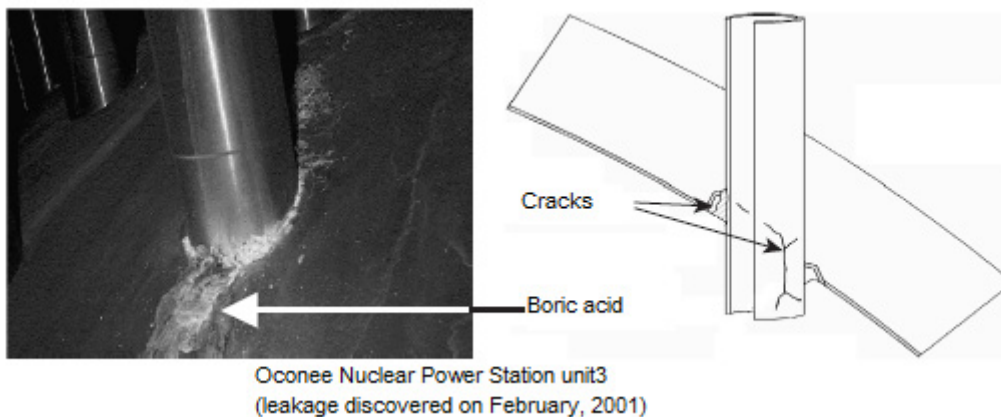 Cracks
Boric acid
Oconee Nuclear Power Station unit3
(leakage discovered on February, 2001)